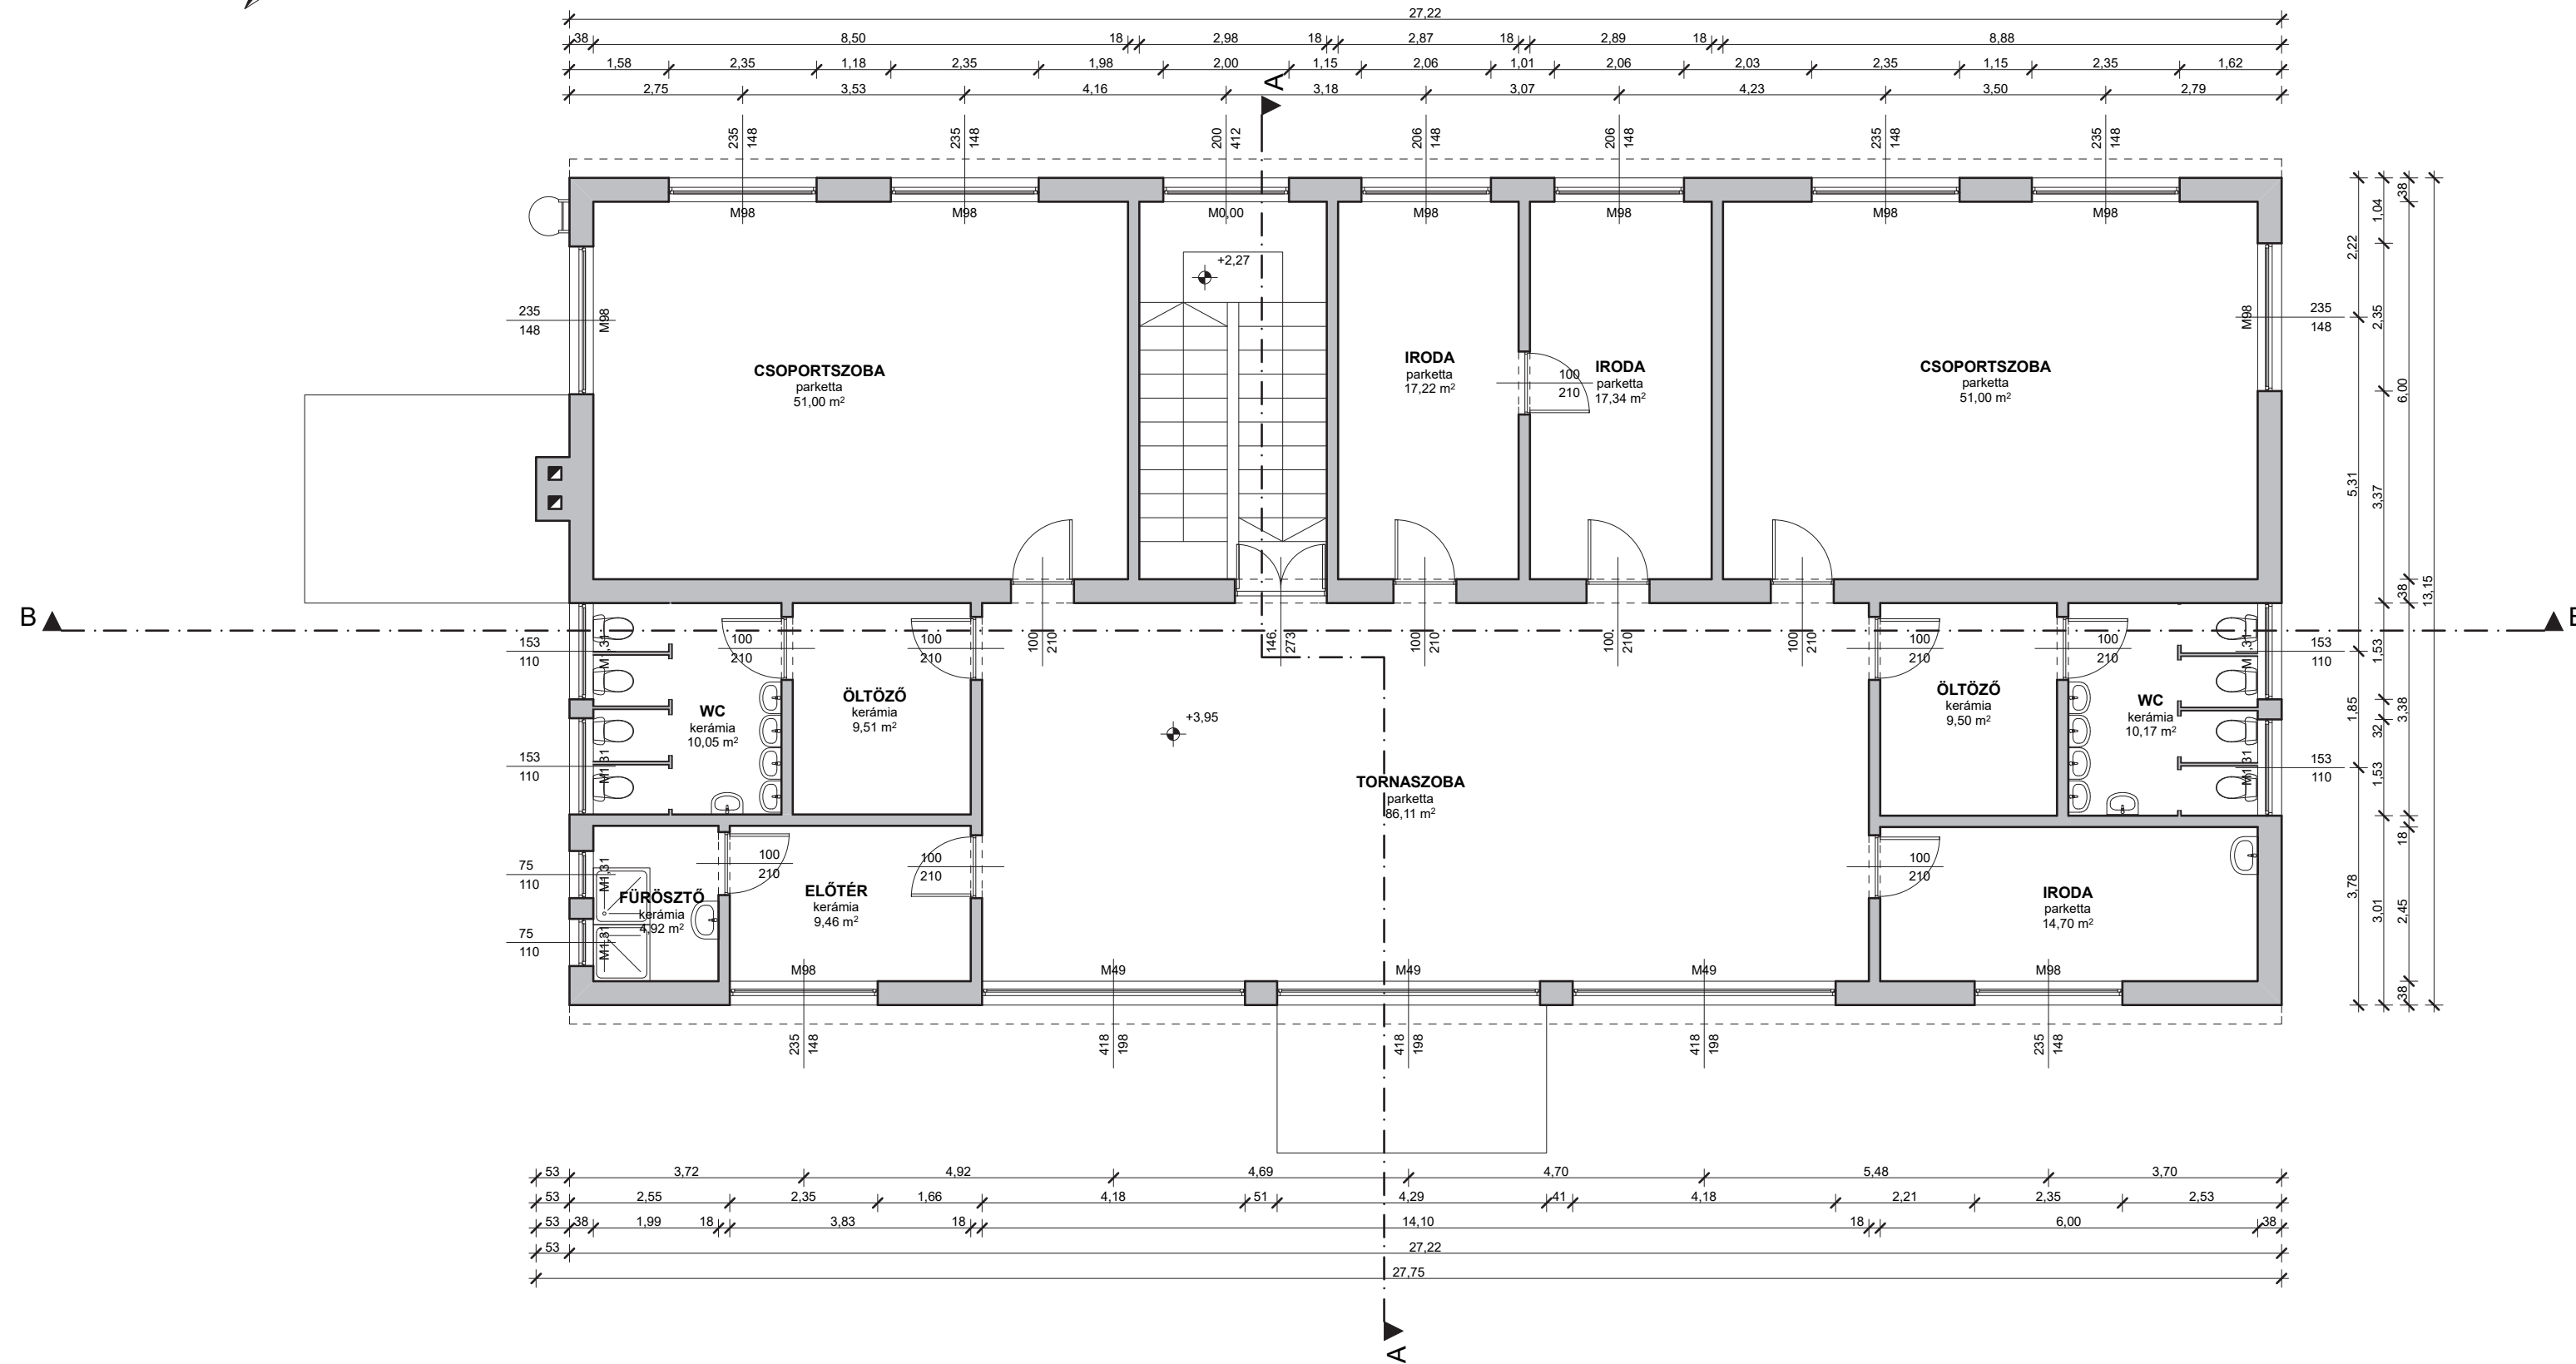 27,22
38 8,50 18 2,98 18 2,87 18 2,89 18 8,88
1,58 2,35 1,18 2,35 1,98 2,00 1,15 2,06 1,01 2,06 2,03 2,35 1,15 2,35 1,62
2,75 3,53 4,16 3,18 3,07 4,23 3,50 2,79
A
235 148 235 148 200 412 206 148 206 148 235 148 235 148
M98 M98 M0,00 M98 M98 M98 M98
+2,27
235
148
M98
M98
235
148
CSOPORTSZOBA
parketta
51,00 m²
IRODA
parketta
17,22 m²
100
210
IRODA
parketta
17,34 m²
CSOPORTSZOBA
parketta
51,00 m²
38
1,04
2,22
2,35
6,00
5,31
3,37
38
13,15
1,53
1,85
3,38
32
1,53
18
3,78
3,01
2,45
38
B
100 210 146 273 100 210 100 210 100 210
153
110
153
110
M1,31
M1,31
100
210
100
210
WC
kerámia
10,05 m²
ÖLTÖZŐ
kerámia
9,51 m²
+3,95
TORNASZOBA
parketta
86,11 m²
100
210
100
210
ÖLTÖZŐ
kerámia
9,50 m²
WC
kerámia
10,17 m²
M1,31
M1,31
153
110
153
110
75
110
75
110
M1,31
M1,31
FÜRÖSZTŐ
kerámia
4,92 m²
100
210
ELŐTÉR
kerámia
9,46 m²
100
210
100
210
IRODA
parketta
14,70 m²
M98 M49 M49 M49 M98
235 148 418 198 418 198 418 198 235 148
53 3,72 4,92 4,69 4,70 5,48 3,70
53 2,55 2,35 1,66 4,18 51 4,29 41 4,18 2,21 2,35 2,53
53 38 1,99 18 3,83 18 14,10 18 6,00 38
53 27,22
27,75
A